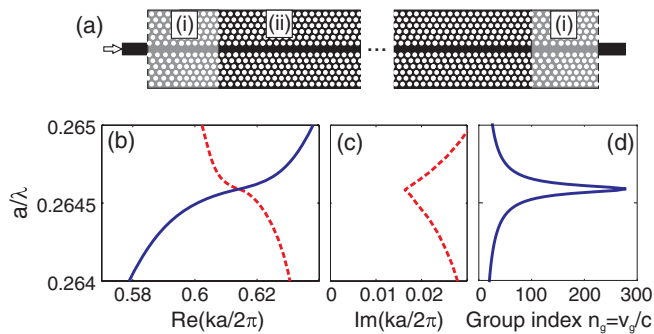 (a)
(i)
(ii)
...
(i)
a/λ
0.265
0.2645
0.264
(b)
0.58
0.6
0.62
Re(ka/2π)
(c)
0
0.01
0.02
Im(ka/2π)
(d)
0
100
200
300
Group index n_g=v_g/c